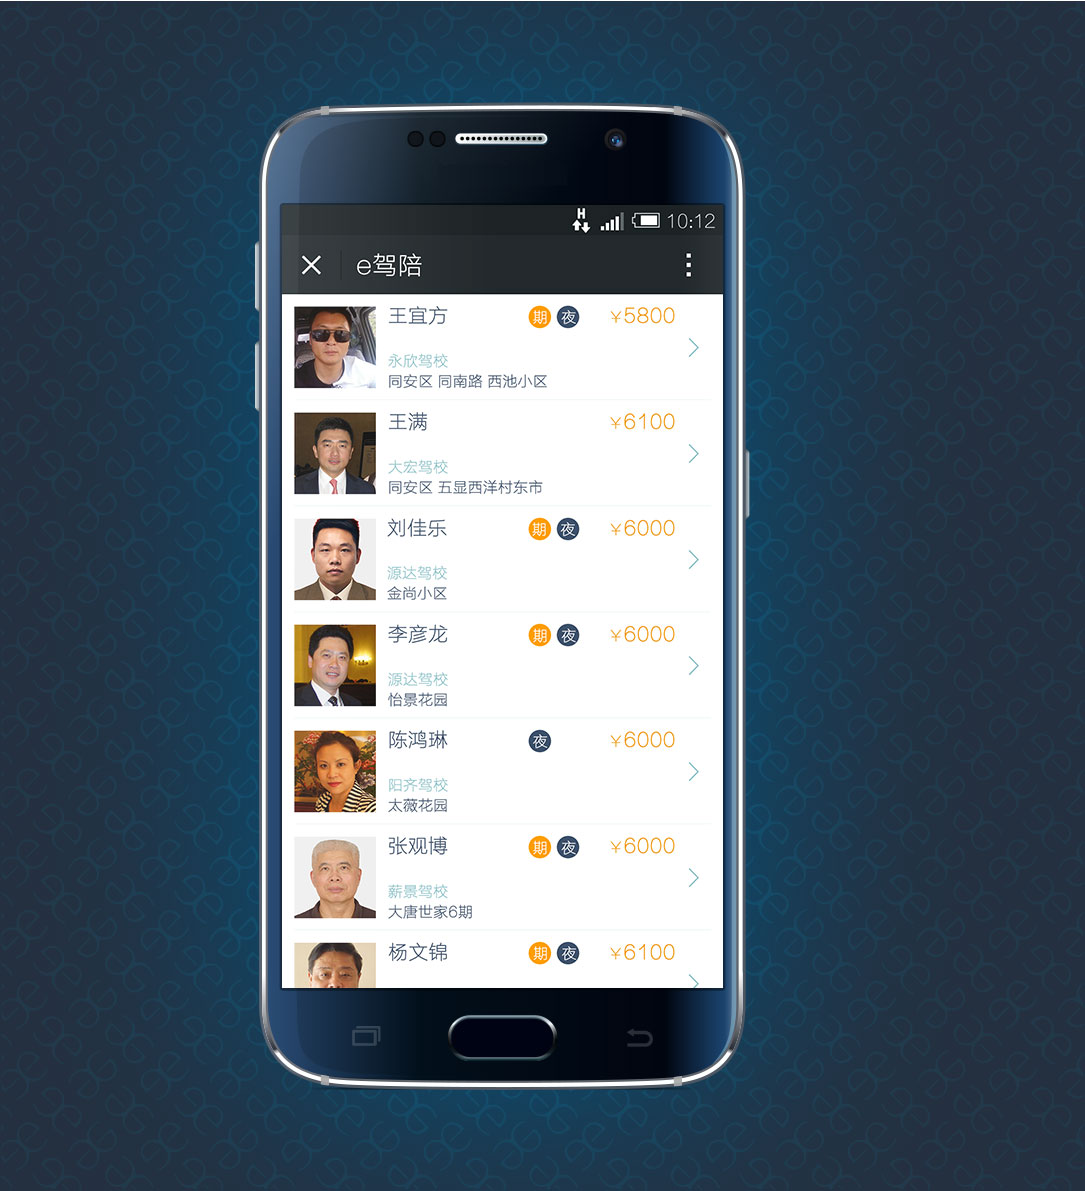 H
10:12
e驾陪
王宜方 期 夜 ¥5800
永欣驾校
同安区 同南路 西池小区
王满 ¥6100
大宏驾校
同安区 五显西洋村东市
刘佳乐 期 夜 ¥6000
源达驾校
金尚小区
李彦龙 期 夜 ¥6000
源达驾校
怡景花园
陈鸿琳 夜 ¥6000
阳齐驾校
太薇花园
张观博 期 夜 ¥6000
薪景驾校
大唐世家6期
杨文锦 期 夜 ¥6100